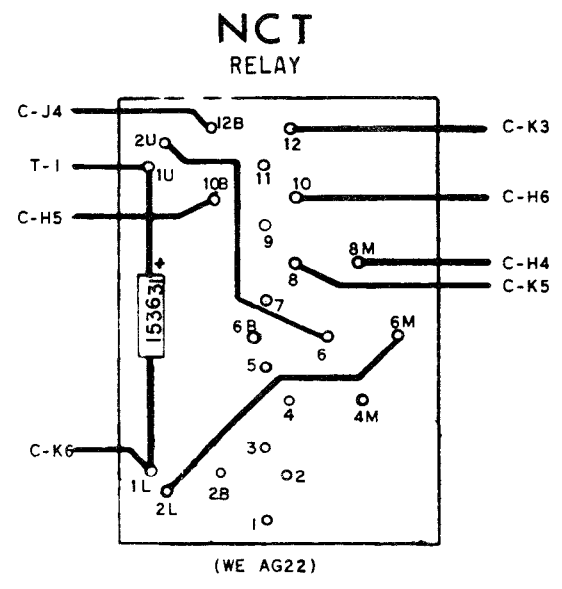 NCT
RELAY
C-J4
12B
12
C-K3
2U
T-1
1U
11
10B
10
C-H6
C-H5
9
8M
8
C-H4
C-K5
+
153631
7
6B
6
6M
5
4
4M
3
C-K6
1L
2B
2
2L
1
(WE AG22)